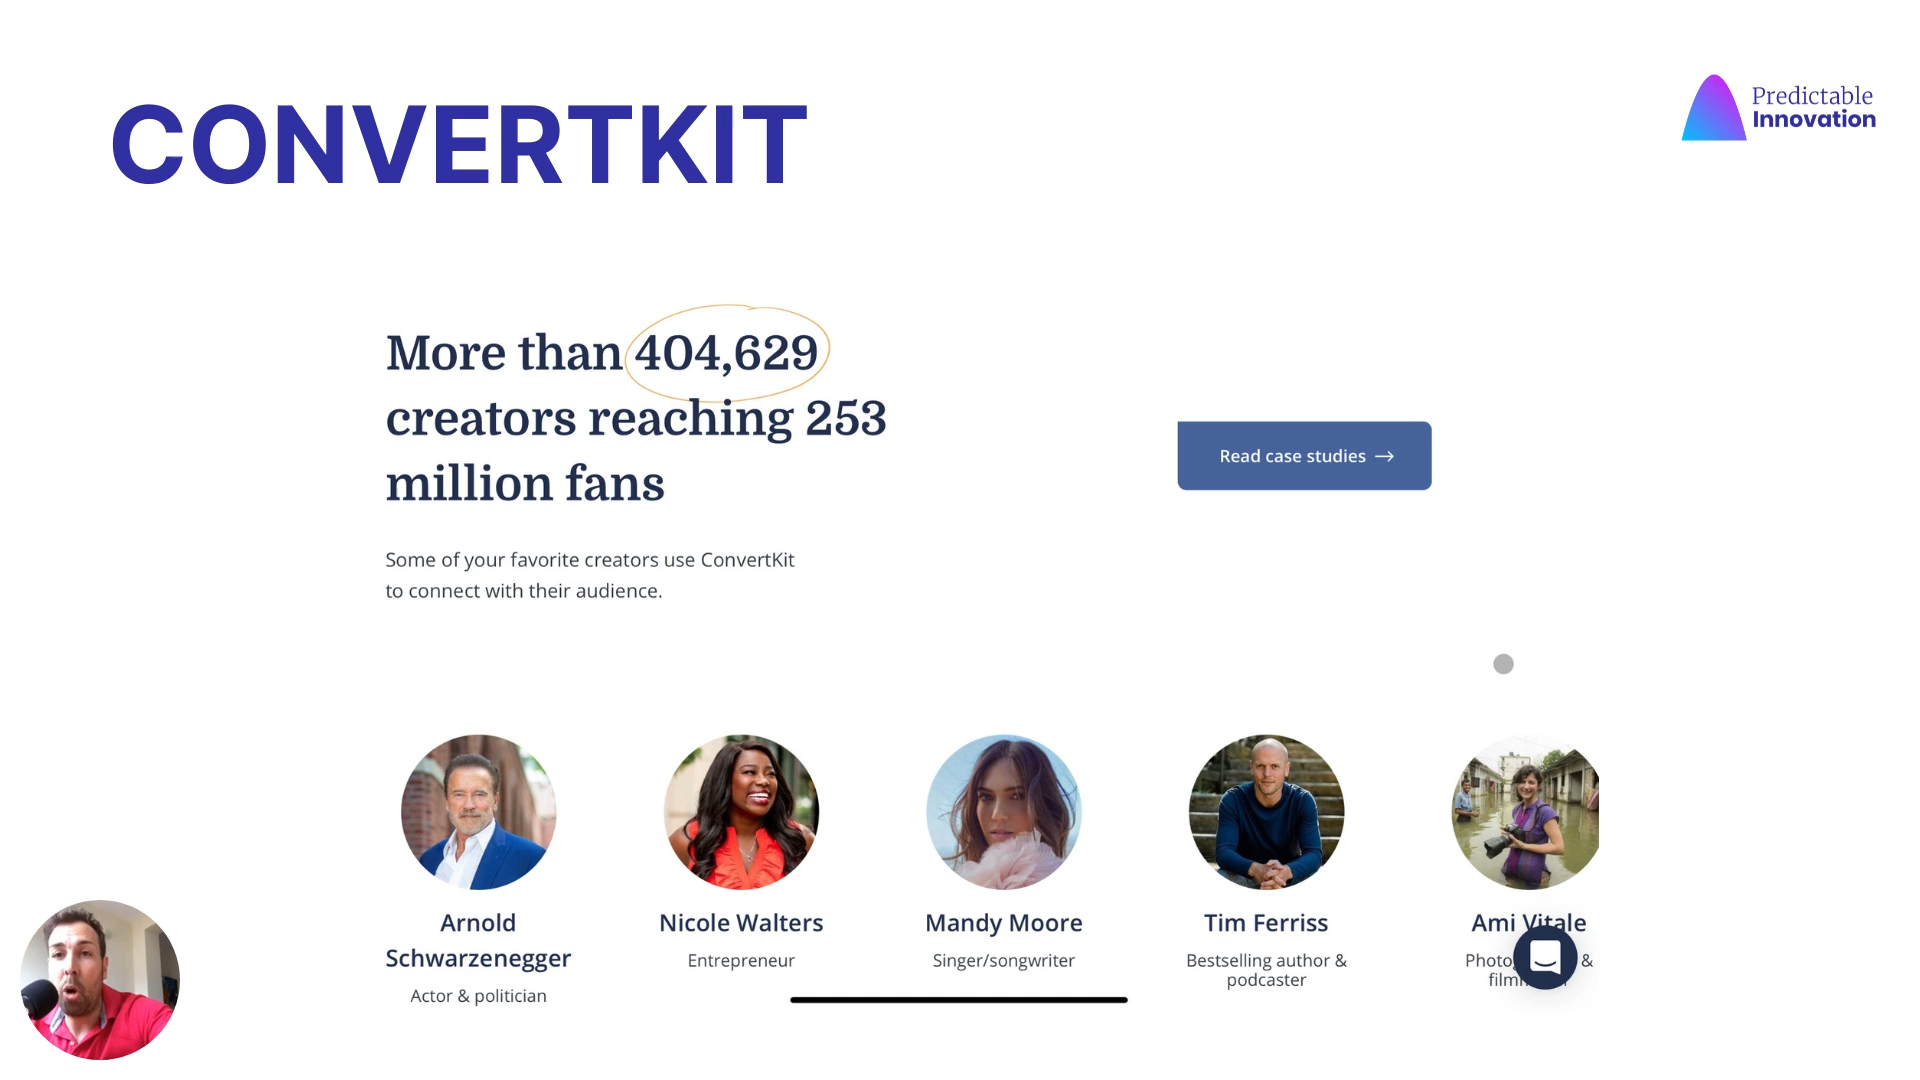 CONVERTKIT
Predictable
Innovation
More than 404,629
creators reaching 253
million fans
Read case studies →
Some of your favorite creators use ConvertKit
to connect with their audience.
Arnold
Schwarzenegger
Actor & politician
Nicole Walters
Entrepreneur
Mandy Moore
Singer/songwriter
Tim Ferriss
Bestselling author &
podcaster
Ami Vitale
&